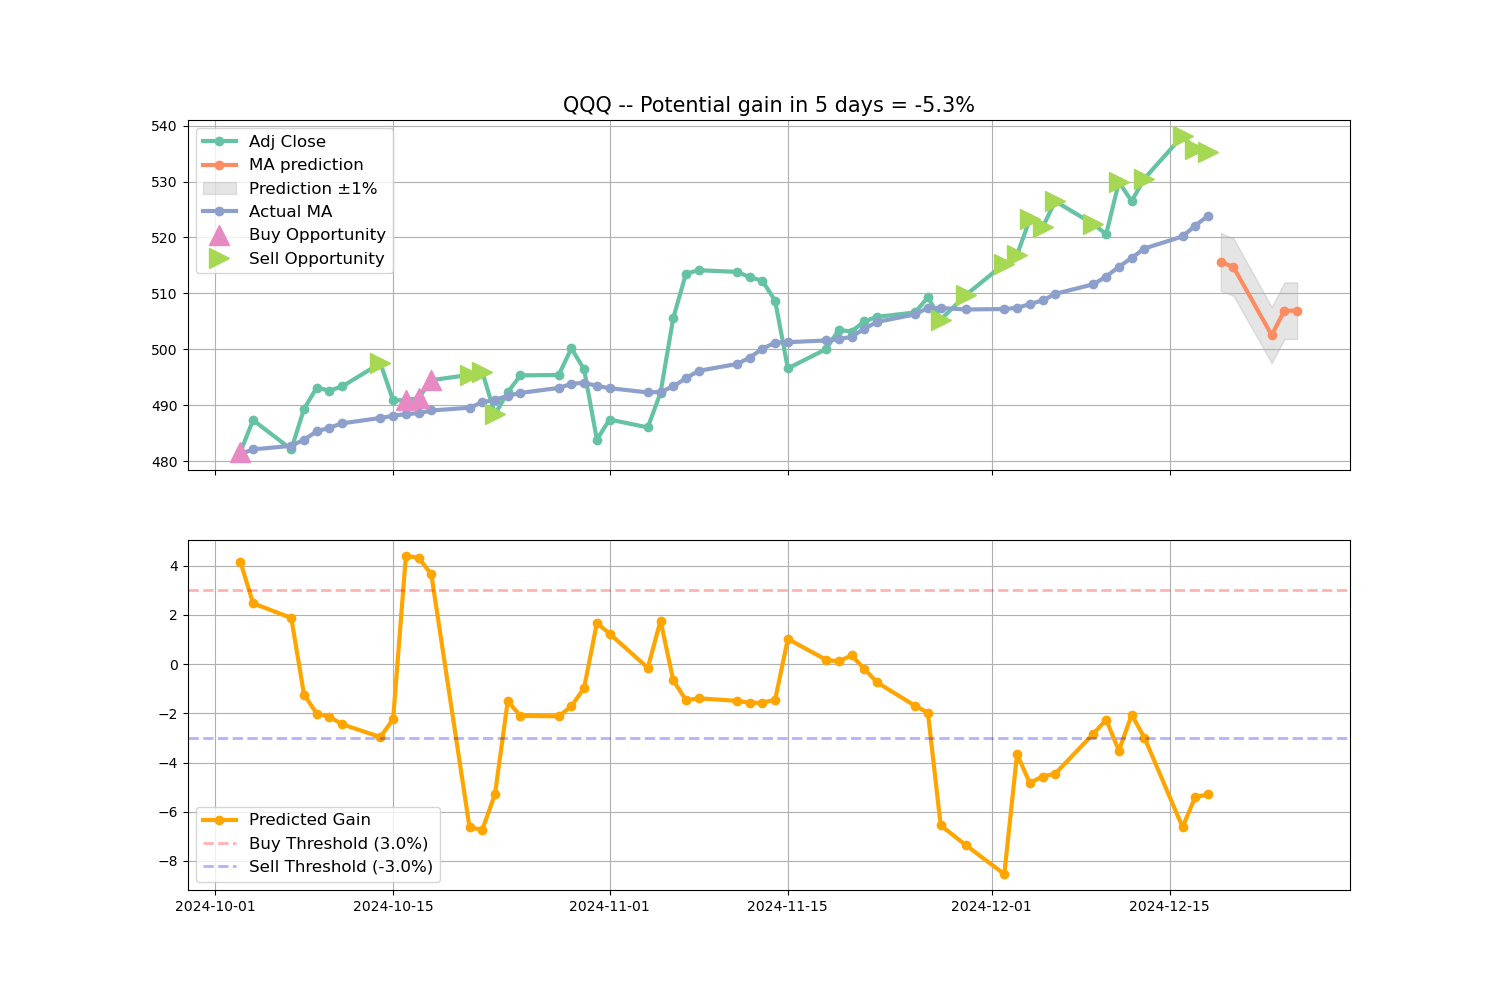 QQQ -- Potential gain in 5 days = -5.3%
540
530
520
510
500
490
480
Adj Close
MA prediction
Prediction ±1%
Actual MA
Buy Opportunity
Sell Opportunity
4
2
0
−2
−4
−6
−8
Predicted Gain
Buy Threshold (3.0%)
Sell Threshold (-3.0%)
2024-10-01 2024-10-15 2024-11-01 2024-11-15 2024-12-01 2024-12-15